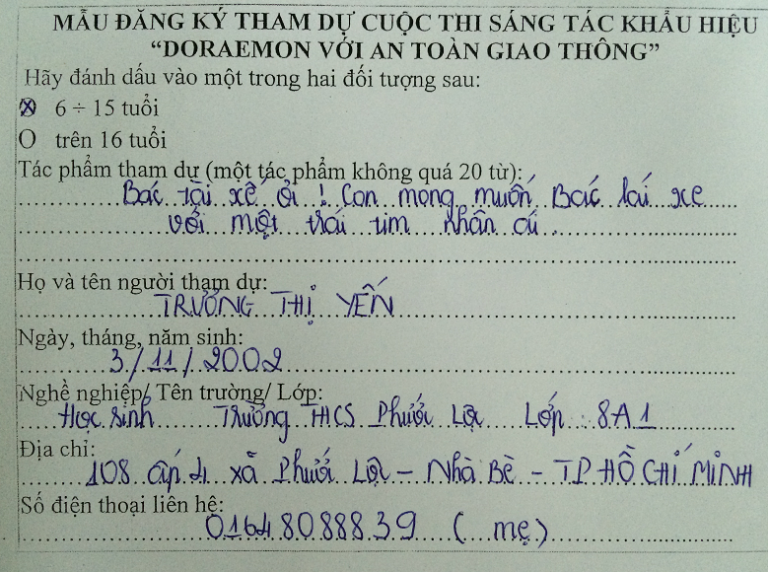 MẪU ĐĂNG KÝ THAM DỰ CUỘC THI SÁNG TÁC KHẨU HIỆU
“DORAEMON VỚI AN TOÀN GIAO THÔNG”
Hãy đánh dấu vào một trong hai đối tượng sau:
6 ÷ 15 tuổi
O trên 16 tuổi
Tác phẩm tham dự (một tác phẩm không quá 20 từ):
Bác tài xế ơi ! Con mong muốn Bác lái xe
với một trái tim nhân ái.
Họ và tên người tham dự:
TRƯƠNG THỊ YẾN
Ngày, tháng, năm sinh:
3/11/2002
Nghề nghiệp/ Tên trường/ Lớp:
Học sinh Trường THCS Phước Lộc Lớp : 8A1
Địa chỉ:
108 ấp 4 xã Phước Lộc - Nhà Bè - TP HỒ CHÍ MINH
Số điện thoại liên hệ:
01648088839 ( mẹ )